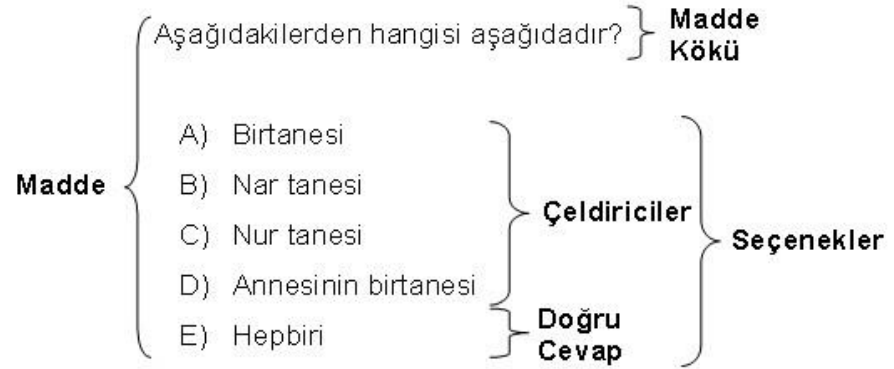 Aşağıdakilerden hangisi aşağıdadır?
Madde
Kökü
A) Birtanesi
B) Nar tanesi
C) Nur tanesi
D) Annesinin birtanesi
E) Hepbiri
Madde
Çeldiriciler
Seçenekler
Doğru
Cevap